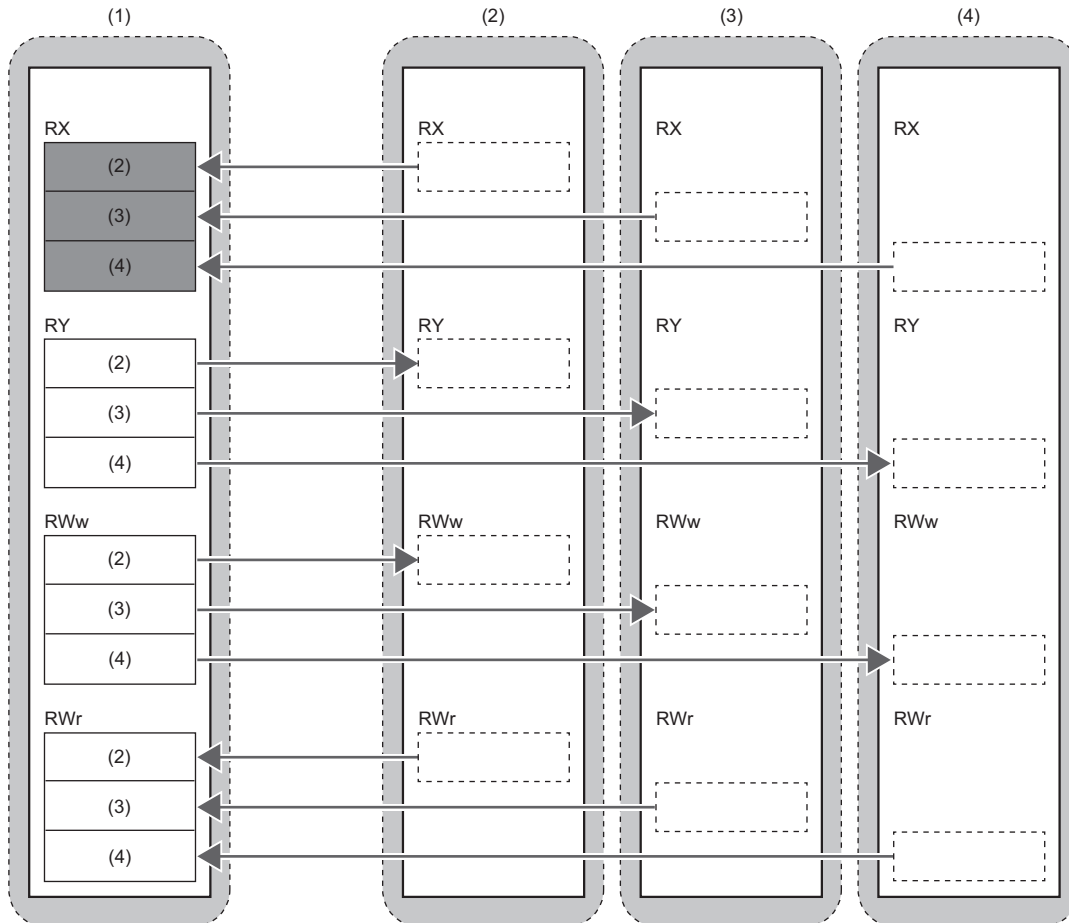 (1) (2) (3) (4)
RX RX RX RX
(2)
(3)
(4)
RY RY RY RY
(2)
(3)
(4)
RWw RWw RWw RWw
(2)
(3)
(4)
RWr RWr RWr RWr
(2)
(3)
(4)